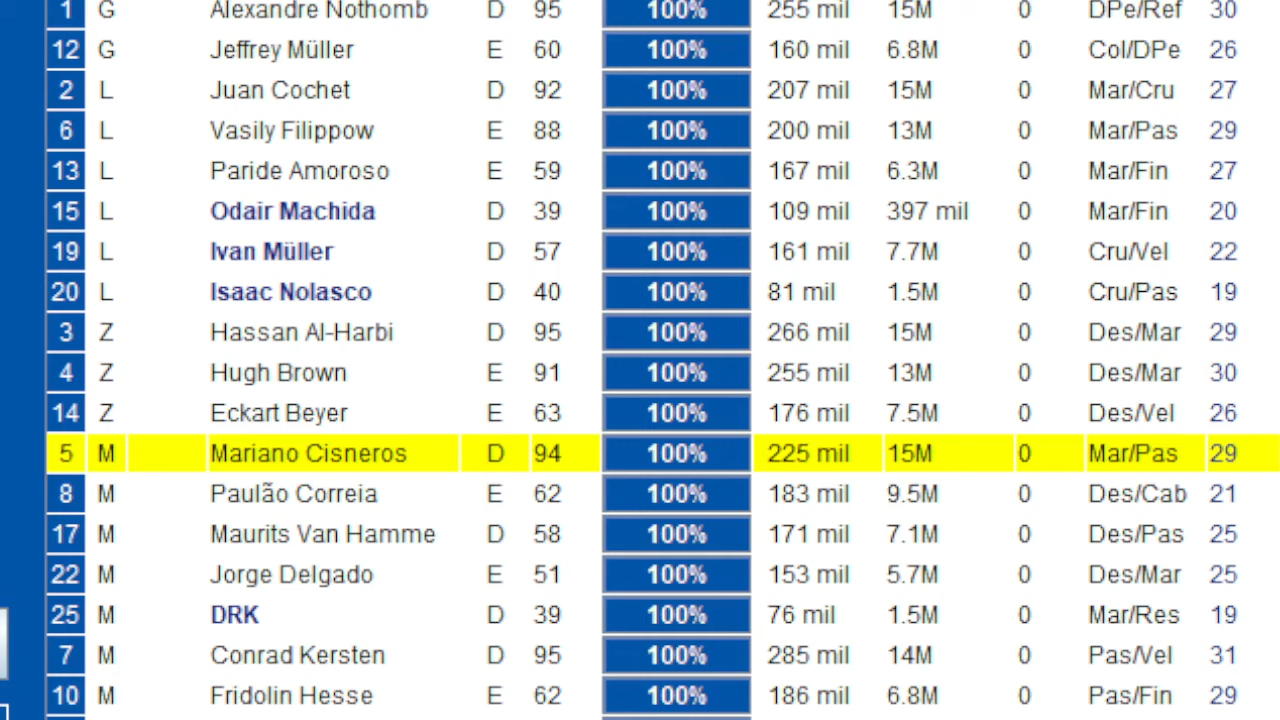 1 G Alexandre Nothomb D 95 100% 255 mil 15M 0 DPe/Ref 30
12 G Jeffrey Müller E 60 100% 160 mil 6.8M 0 Col/DPe 26
2 L Juan Cochet D 92 100% 207 mil 15M 0 Mar/Cru 27
6 L Vasily Filippow E 88 100% 200 mil 13M 0 Mar/Pas 29
13 L Paride Amoroso E 59 100% 167 mil 6.3M 0 Mar/Fin 27
15 L Odair Machida D 39 100% 109 mil 397 mil 0 Mar/Fin 20
19 L Ivan Müller D 57 100% 161 mil 7.7M 0 Cru/Vel 22
20 L Isaac Nolasco D 40 100% 81 mil 1.5M 0 Cru/Pas 19
3 Z Hassan Al-Harbi D 95 100% 266 mil 15M 0 Des/Mar 29
4 Z Hugh Brown E 91 100% 255 mil 13M 0 Des/Mar 30
14 Z Eckart Beyer E 63 100% 176 mil 7.5M 0 Des/Vel 26
5 M Mariano Cisneros D 94 100% 225 mil 15M 0 Mar/Pas 29
8 M Paulão Correia E 62 100% 183 mil 9.5M 0 Des/Cab 21
17 M Maurits Van Hamme D 58 100% 171 mil 7.1M 0 Des/Pas 25
22 M Jorge Delgado E 51 100% 153 mil 5.7M 0 Des/Mar 25
25 M DRK D 39 100% 76 mil 1.5M 0 Mar/Res 19
7 M Conrad Kersten D 95 100% 285 mil 14M 0 Pas/Vel 31
10 M Fridolin Hesse E 62 100% 186 mil 6.8M 0 Pas/Fin 29